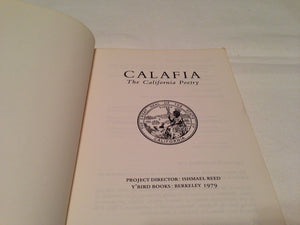 CALAFIA
The California Poetry
PROJECT DIRECTOR: ISHMAEL REED
Y'BIRD BOOKS: BERKELEY 1979